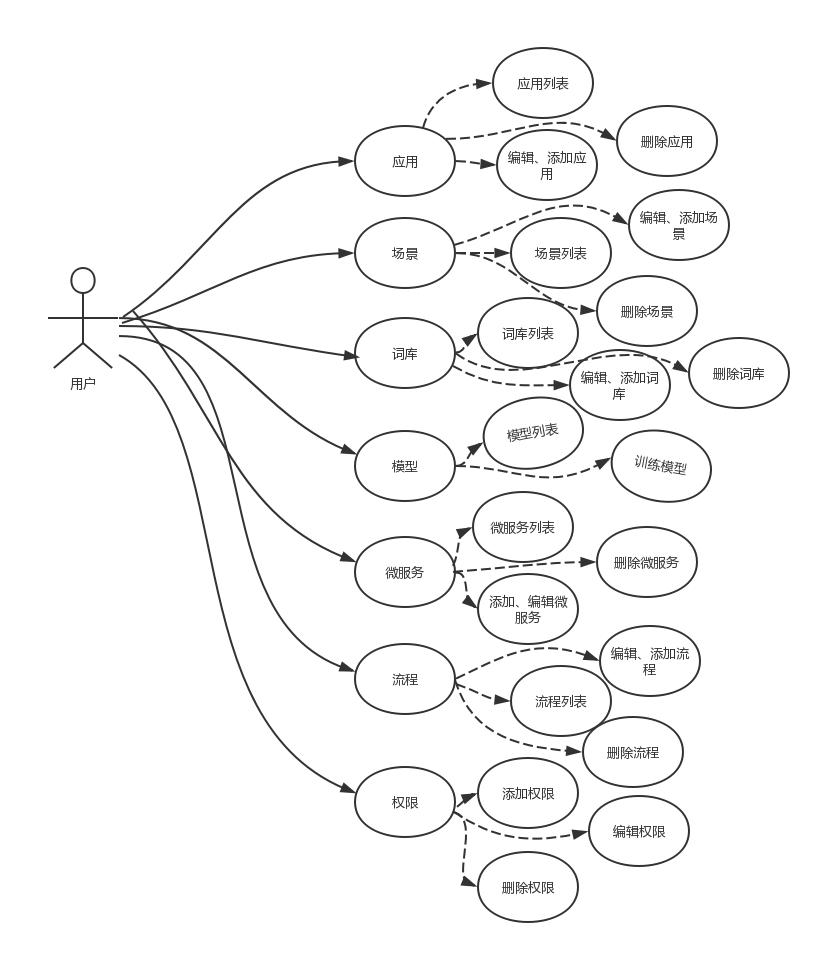 应用列表
删除应用
应用
编辑、添加应
用
编辑、添加场
景
场景
场景列表
删除场景
词库列表
词库
删除词库
编辑、添加词
库
用户
模型列表
模型
训练模型
微服务列表
删除微服务
微服务
添加、编辑微
服务
编辑、添加流
程
流程
流程列表
删除流程
添加权限
权限
编辑权限
删除权限